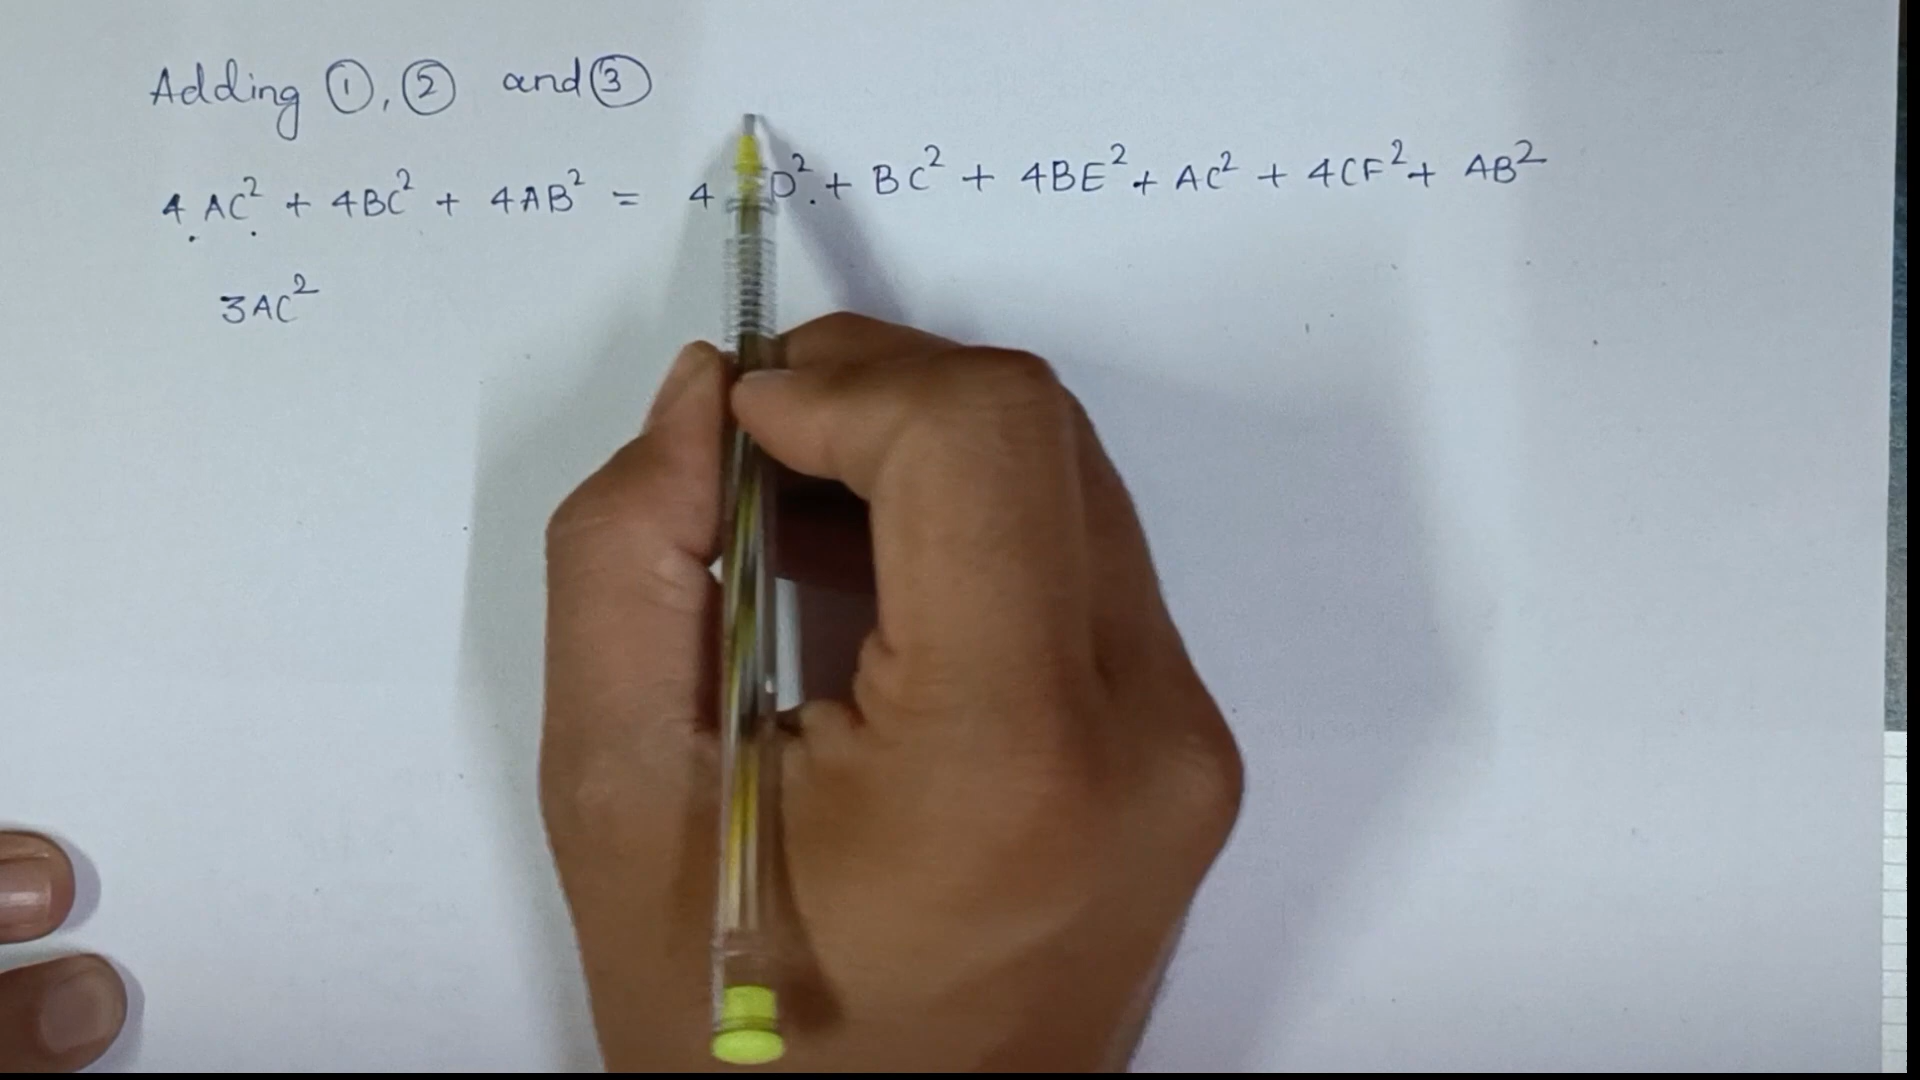 Adding ①, ② and ③
4 AC² + 4BC² + 4AB² = 4 D² + BC² + 4BE² + AC² + 4CF² + AB²
3AC²